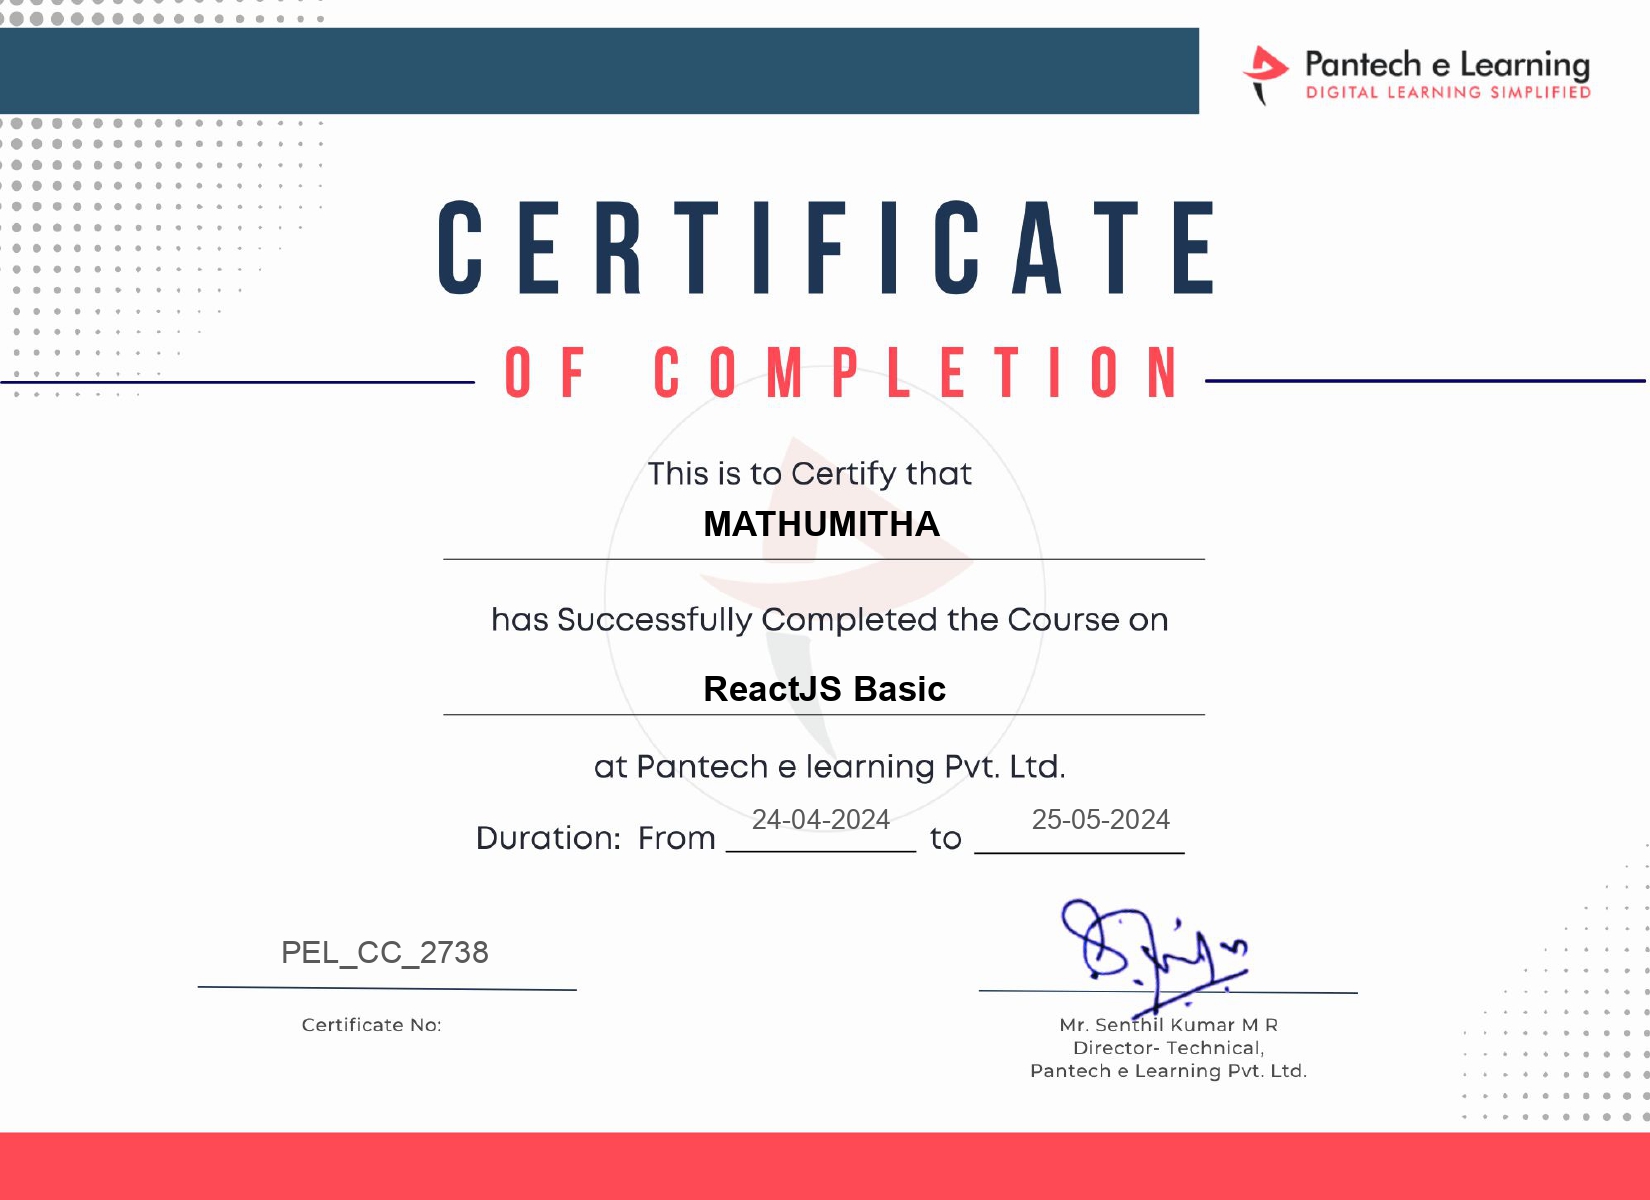 Pantech e Learning
DIGITAL LEARNING SIMPLIFIED
CERTIFICATE
OF COMPLETION
This is to Certify that
MATHUMITHA
has Successfully Completed the Course on
ReactJS Basic
at Pantech e learning Pvt. Ltd.
Duration: From 24-04-2024 to 25-05-2024
PEL_CC_2738
Certificate No:
Mr. Senthil Kumar M R
Director- Technical,
Pantech e Learning Pvt. Ltd.